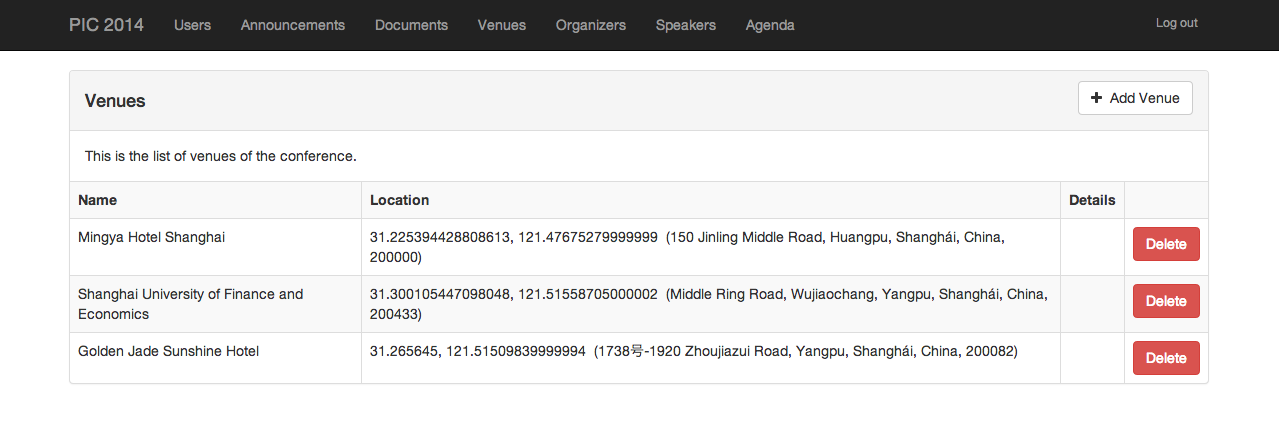 PIC 2014 Users Announcements Documents Venues Organizers Speakers Agenda Log out
Venues
Add Venue
This is the list of venues of the conference.
Name Location Details
Mingya Hotel Shanghai
31.225394428808613, 121.47675279999999 (150 Jinling Middle Road, Huangpu, Shanghái, China,
200000)
Delete
Shanghai University of Finance and
Economics
31.300105447098048, 121.51558705000002 (Middle Ring Road, Wujiaochang, Yangpu, Shanghái, China,
200433)
Delete
Golden Jade Sunshine Hotel
31.265645, 121.51509839999994 (1738号-1920 Zhoujiazui Road, Yangpu, Shanghái, China, 200082)
Delete